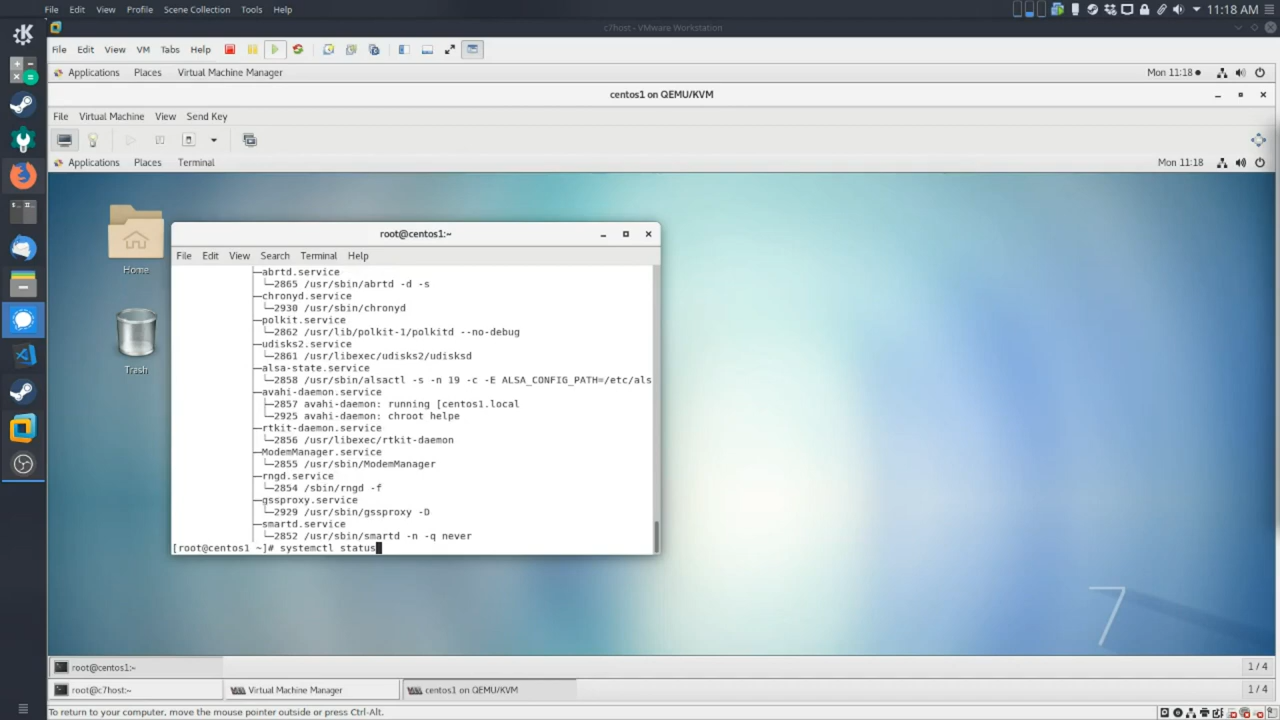 File Edit View Profile Scene Collection Tools Help 11:18 AM
c7host - VMware Workstation
File Edit View VM Tabs Help
Applications Places Virtual Machine Manager Mon 11:18
centos1 on QEMU/KVM
File Virtual Machine View Send Key
Applications Places Terminal Mon 11:18
Home
Trash
root@centos1:~
File Edit View Search Terminal Help
├─abrtd.service
│ └─2865 /usr/sbin/abrtd -d -s
├─chronyd.service
│ └─2930 /usr/sbin/chronyd
├─polkit.service
│ └─2862 /usr/lib/polkit-1/polkitd --no-debug
├─udisks2.service
│ └─2861 /usr/libexec/udisks2/udisksd
├─alsa-state.service
│ └─2858 /usr/sbin/alsactl -s -n 19 -c -E ALSA_CONFIG_PATH=/etc/als
├─avahi-daemon.service
│ ├─2857 avahi-daemon: running [centos1.local
│ └─2925 avahi-daemon: chroot helpe
├─rtkit-daemon.service
│ └─2856 /usr/libexec/rtkit-daemon
├─ModemManager.service
│ └─2855 /usr/sbin/ModemManager
├─rngd.service
│ └─2854 /sbin/rngd -f
├─gssproxy.service
│ └─2929 /usr/sbin/gssproxy -D
├─smartd.service
│ └─2852 /usr/sbin/smartd -n -q never
[root@centos1 ~]# systemctl status
7
root@centos1:~ 1 / 4
root@c7host:~ Virtual Machine Manager centos1 on QEMU/KVM 1 / 4
To return to your computer, move the mouse pointer outside or press Ctrl-Alt.